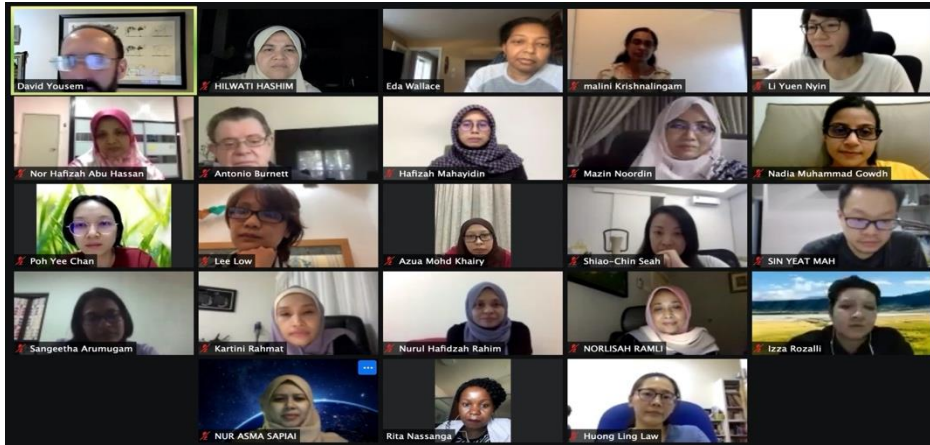 David Yousem
HILWATI HASHIM
Eda Wallace
malini Krishnalingam
Li Yuen Nyin
Nor Hafizah Abu Hassan
Antonio Burnett
Hafizah Mahayidin
Mazin Noordin
Nadia Muhammad Gowdh
Poh Yee Chan
Lee Low
Azua Mohd Khairy
Shiao-Chin Seah
SIN YEAT MAH
Sangeetha Arumugam
Kartini Rahmat
Nurul Hafidzah Rahim
NORLISAH RAMLI
Izza Rozalli
NUR ASMA SAPIAI
Rita Nassanga
Huong Ling Law